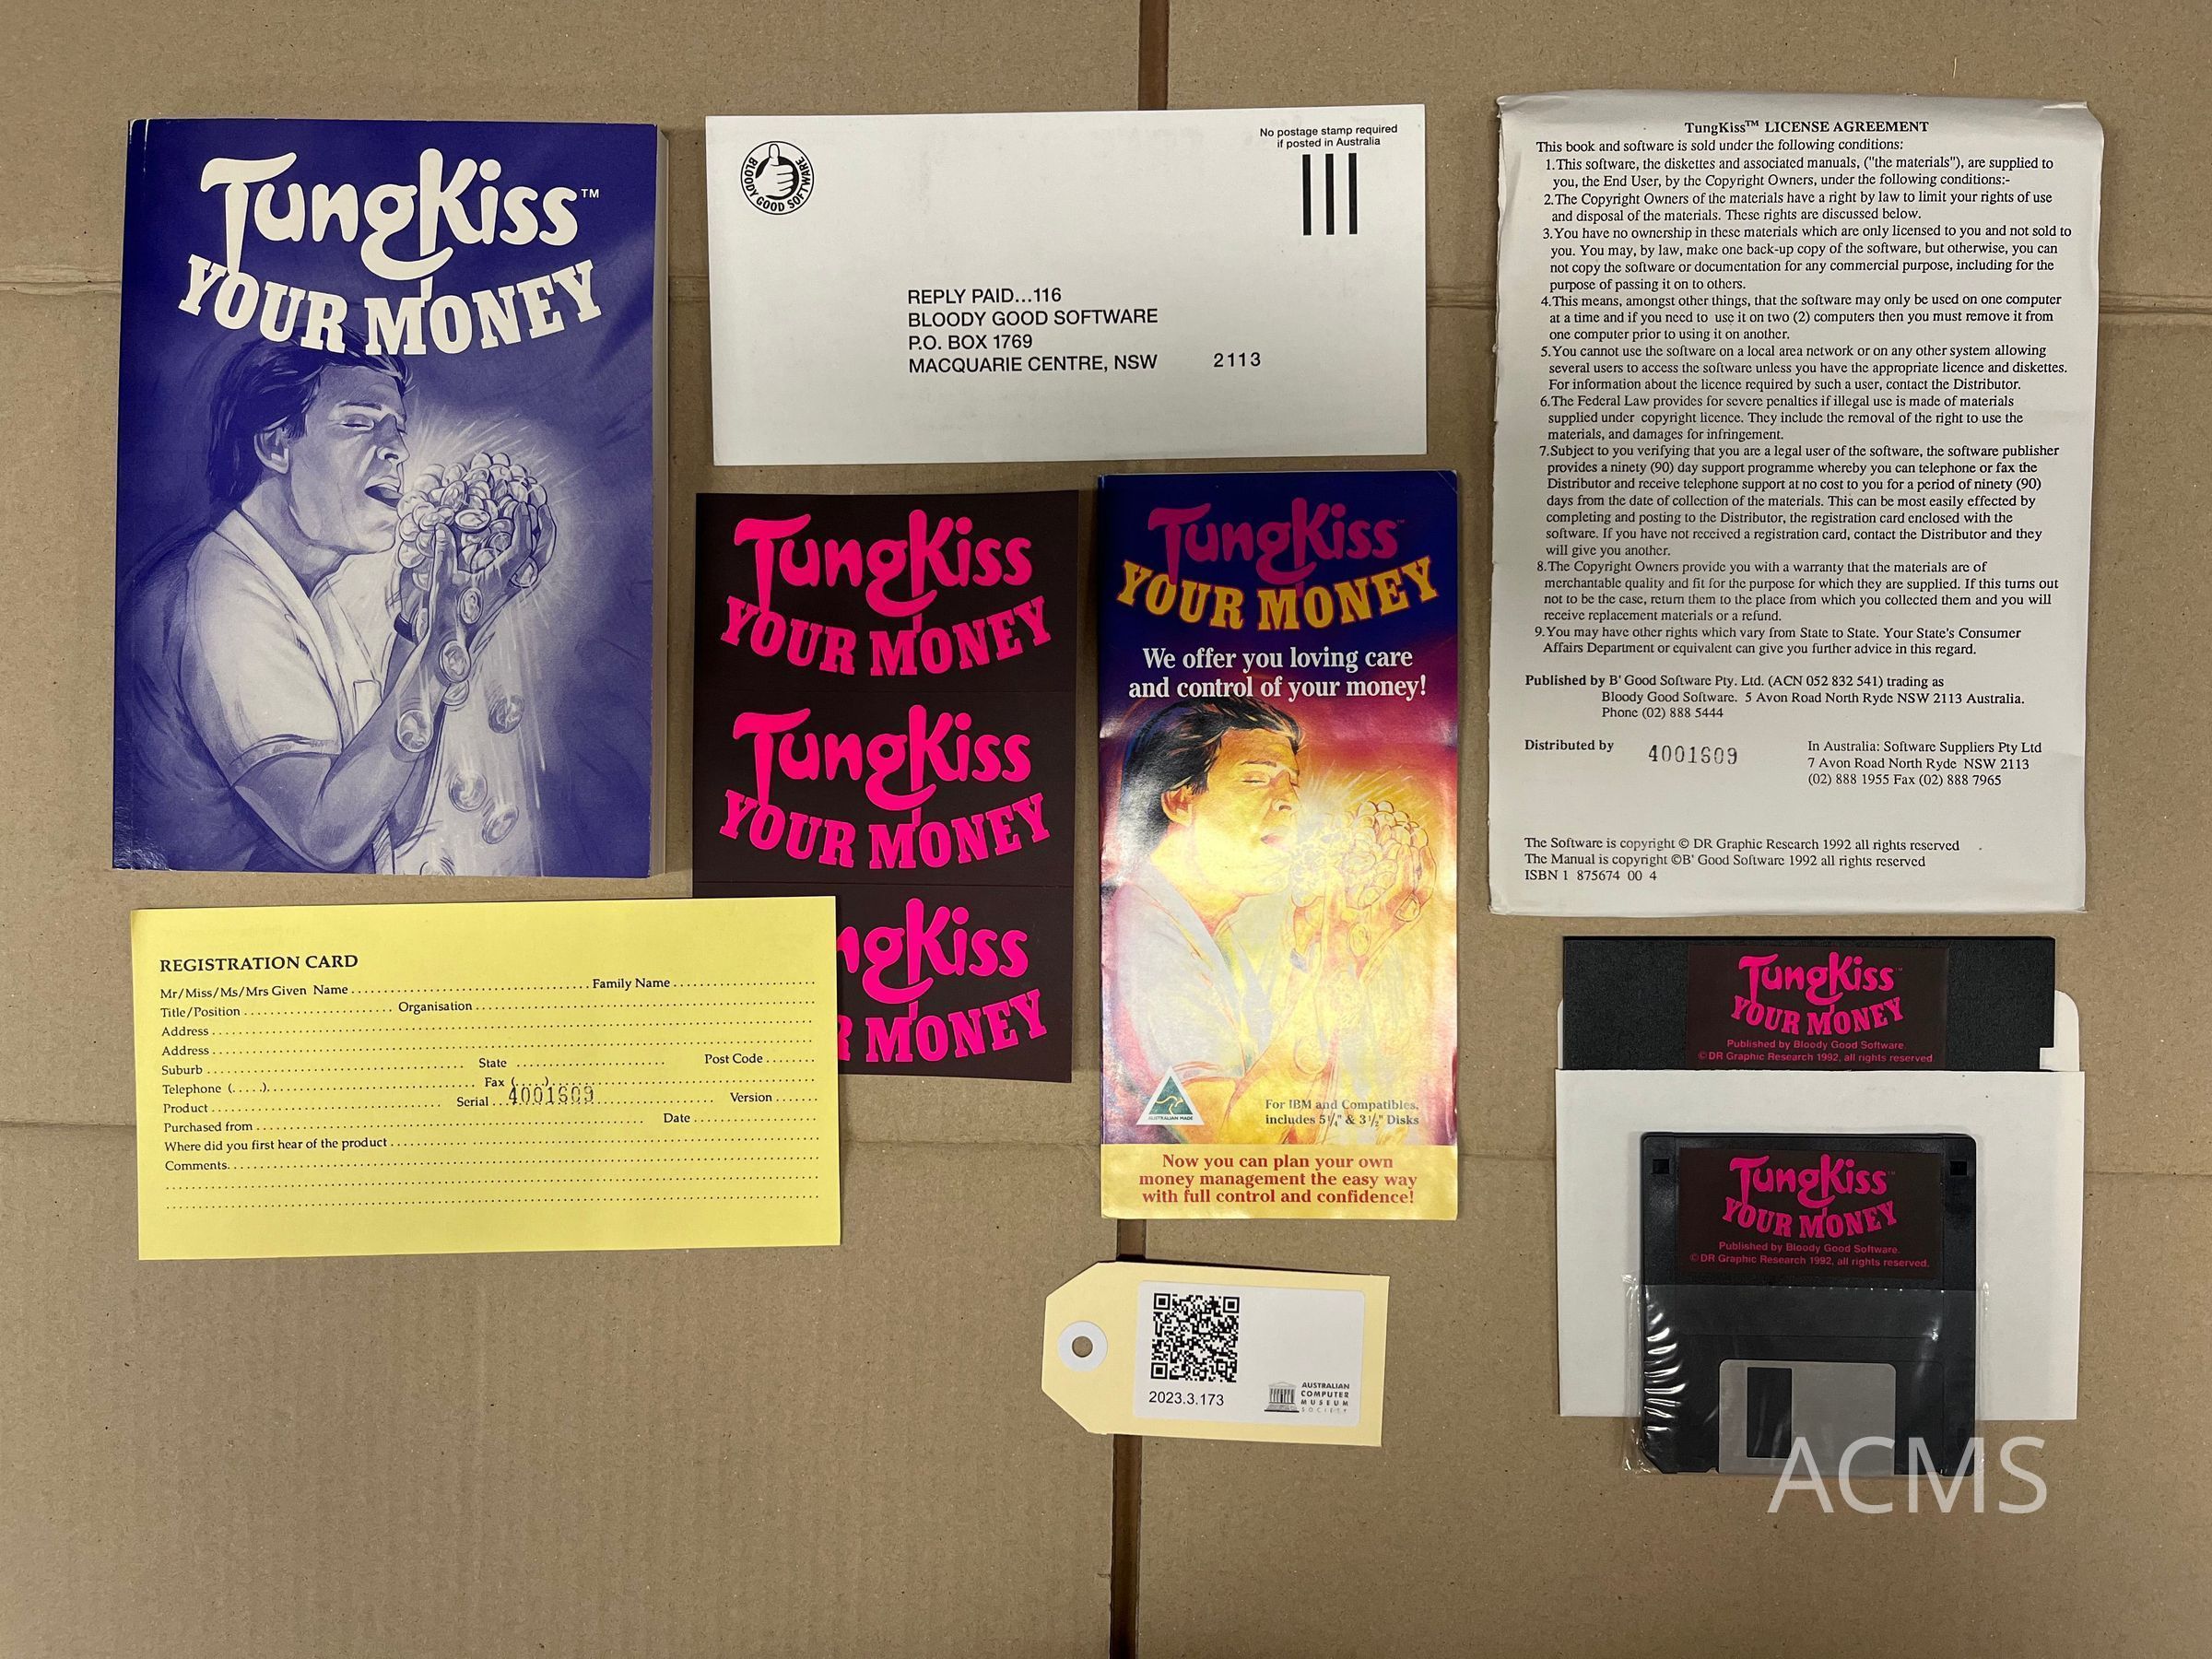 TungKiss™
YOUR MONEY
BLOODY GOOD SOFTWARE
No postage stamp required
if posted in Australia
REPLY PAID...116
BLOODY GOOD SOFTWARE
P.O. BOX 1769
MACQUARIE CENTRE, NSW 2113
TungKiss™ LICENSE AGREEMENT
This book and software is sold under the following conditions:
1.This software, the diskettes and associated manuals, ("the materials"), are supplied to
you, the End User, by the Copyright Owners, under the following conditions:-
2.The Copyright Owners of the materials have a right by law to limit your rights of use
and disposal of the materials. These rights are discussed below.
3.You have no ownership in these materials which are only licensed to you and not sold to
you. You may, by law, make one back-up copy of the software, but otherwise, you can
not copy the software or documentation for any commercial purpose, including for the
purpose of passing it on to others.
4.This means, amongst other things, that the software may only be used on one computer
at a time and if you need to use it on two (2) computers then you must remove it from
one computer prior to using it on another.
5.You cannot use the software on a local area network or on any other system allowing
several users to access the software unless you have the appropriate licence and diskettes.
For information about the licence required by such a user, contact the Distributor.
6.The Federal Law provides for severe penalties if illegal use is made of materials
supplied under copyright licence. They include the removal of the right to use the
materials, and damages for infringement.
7.Subject to you verifying that you are a legal user of the software, the software publisher
provides a ninety (90) day support programme whereby you can telephone or fax the
Distributor and receive telephone support at no cost to you for a period of ninety (90)
days from the date of collection of the materials. This can be most easily effected by
completing and posting to the Distributor, the registration card enclosed with the
software. If you have not received a registration card, contact the Distributor and they
will give you another.
8.The Copyright Owners provide you with a warranty that the materials are of
merchantable quality and fit for the purpose for which they are supplied. If this turns out
not to be the case, return them to the place from which you collected them and you will
receive replacement materials or a refund.
9.You may have other rights which vary from State to State. Your State's Consumer
Affairs Department or equivalent can give you further advice in this regard.
Published by B' Good Software Pty. Ltd. (ACN 052 832 541) trading as
Bloody Good Software. 5 Avon Road North Ryde NSW 2113 Australia.
Phone (02) 888 5444
Distributed by 4001609 In Australia: Software Suppliers Pty Ltd
7 Avon Road North Ryde NSW 2113
(02) 888 1955 Fax (02) 888 7965
The Software is copyright © DR Graphic Research 1992 all rights reserved
The Manual is copyright ©B' Good Software 1992 all rights reserved
ISBN 1 875674 00 4
TungKiss
YOUR MONEY
TungKiss
YOUR MONEY
ngKiss
R MONEY
TungKiss™
YOUR MONEY
We offer you loving care
and control of your money!
AUSTRALIAN MADE
For IBM and Compatibles,
includes 5¼" & 3½" Disks
Now you can plan your own
money management the easy way
with full control and confidence!
REGISTRATION CARD
Mr/Miss/Ms/Mrs Given Name Family Name
Title/Position Organisation
Address
Address
Suburb State Post Code
Telephone (.....) Fax (.....)
Product Serial 4001609 Version
Purchased from Date
Where did you first hear of the product
Comments
TungKiss™
YOUR MONEY
Published by Bloody Good Software.
© DR Graphic Research 1992, all rights reserved
TungKiss™
YOUR MONEY
Published by Bloody Good Software.
© DR Graphic Research 1992, all rights reserved.
2023.3.173
AUSTRALIAN
COMPUTER
MUSEUM
SOCIETY
ACMS